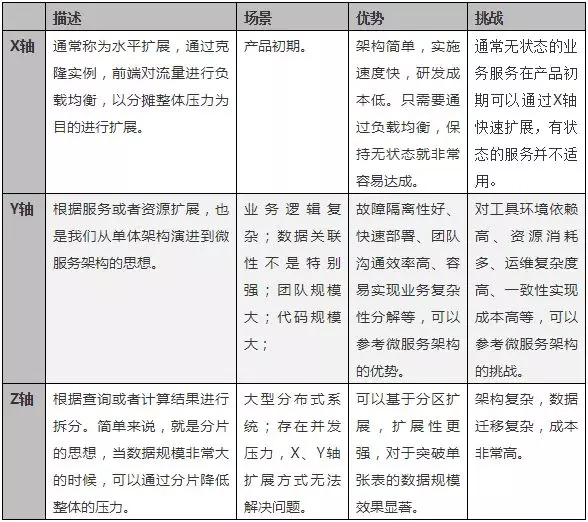 描述
场景
优势
挑战
X轴
通常称为水平扩展，通过克
隆实例，前端对流量进行负
载均衡，以分摊整体压力为
目的进行扩展。
产品初期。
架构简单，实施
速度快，研发成
本低。只需要通
过负载均衡，保
持无状态就非常
容易达成。
通常无状态的业
务服务在产品初
期可以通过X轴
快速扩展，有状
态的服务并不适
用。
Y轴
根据服务或者资源扩展，也
是我们从单体架构演进到微
服务架构的思想。
业务逻辑复
杂；数据关联
性不是特别
强；团队规模
大；代码规模
大；
故障隔离性好、
快速部署、团队
沟通效率高、容
易实现业务复杂
性分解等，可以
参考微服务架构
的优势。
对工具环境依赖
高、资源消耗
多、运维复杂度
高、一致性实现
成本高等，可以
参考微服务架构
的挑战。
Z轴
根据查询或者计算结果进行
拆分。简单来说，就是分片
的思想，当数据规模非常大
的时候，可以通过分片降低
整体的压力。
大型分布式系
统；存在并发
压力，X、Y轴
扩展方式无法
解决问题。
可以基于分区扩
展，扩展性更
强，对于突破单
张表的数据规模
效果显著。
架构复杂，数据
迁移复杂，成本
非常高。